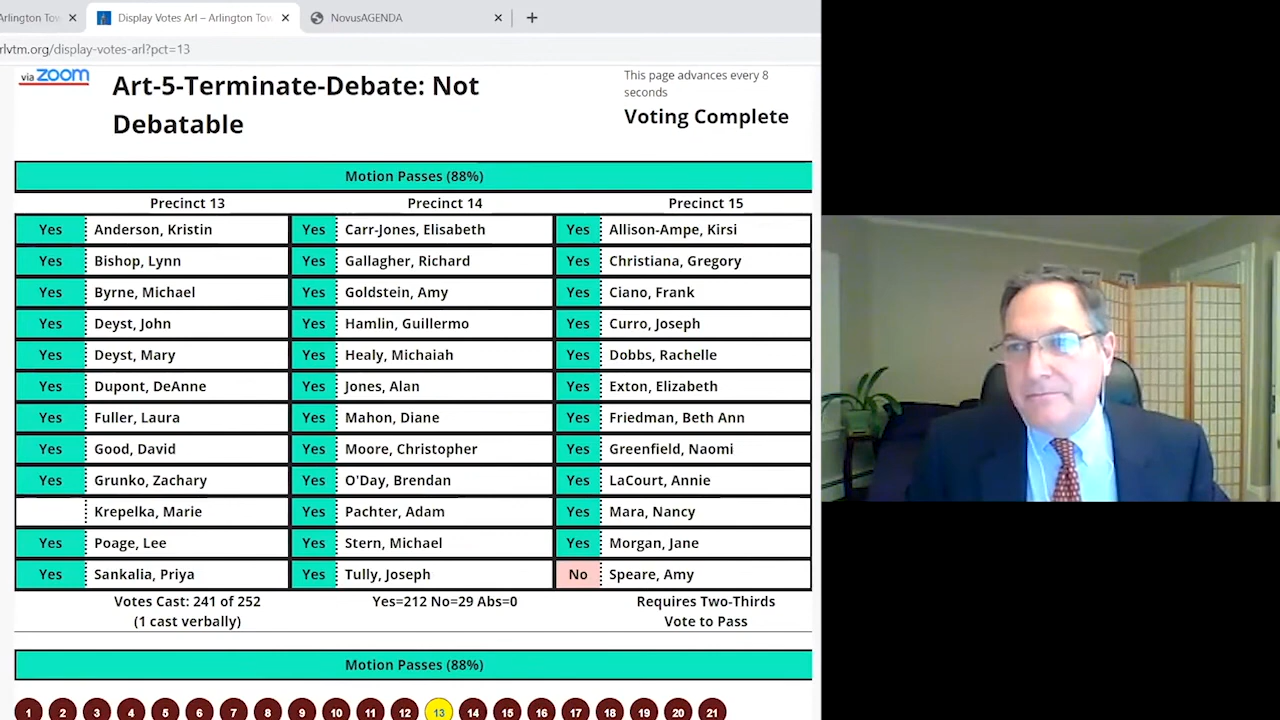 Arlington Tow
Display Votes Arl – Arlington Tow
NovusAGENDA
rlvtm.org/display-votes-arl?pct=13
via zoom
Art-5-Terminate-Debate: Not
Debatable
This page advances every 8
seconds
Voting Complete
Motion Passes (88%)
Precinct 13 Precinct 14 Precinct 15
Yes Anderson, Kristin Yes Carr-Jones, Elisabeth Yes Allison-Ampe, Kirsi
Yes Bishop, Lynn Yes Gallagher, Richard Yes Christiana, Gregory
Yes Byrne, Michael Yes Goldstein, Amy Yes Ciano, Frank
Yes Deyst, John Yes Hamlin, Guillermo Yes Curro, Joseph
Yes Deyst, Mary Yes Healy, Michaiah Yes Dobbs, Rachelle
Yes Dupont, DeAnne Yes Jones, Alan Yes Exton, Elizabeth
Yes Fuller, Laura Yes Mahon, Diane Yes Friedman, Beth Ann
Yes Good, David Yes Moore, Christopher Yes Greenfield, Naomi
Yes Grunko, Zachary Yes O'Day, Brendan Yes LaCourt, Annie
Krepelka, Marie Yes Pachter, Adam Yes Mara, Nancy
Yes Poage, Lee Yes Stern, Michael Yes Morgan, Jane
Yes Sankalia, Priya Yes Tully, Joseph No Speare, Amy
Votes Cast: 241 of 252 Yes=212 No=29 Abs=0 Requires Two-Thirds
(1 cast verbally) Vote to Pass
Motion Passes (88%)
1 2 3 4 5 6 7 8 9 10 11 12 13 14 15 16 17 18 19 20 21